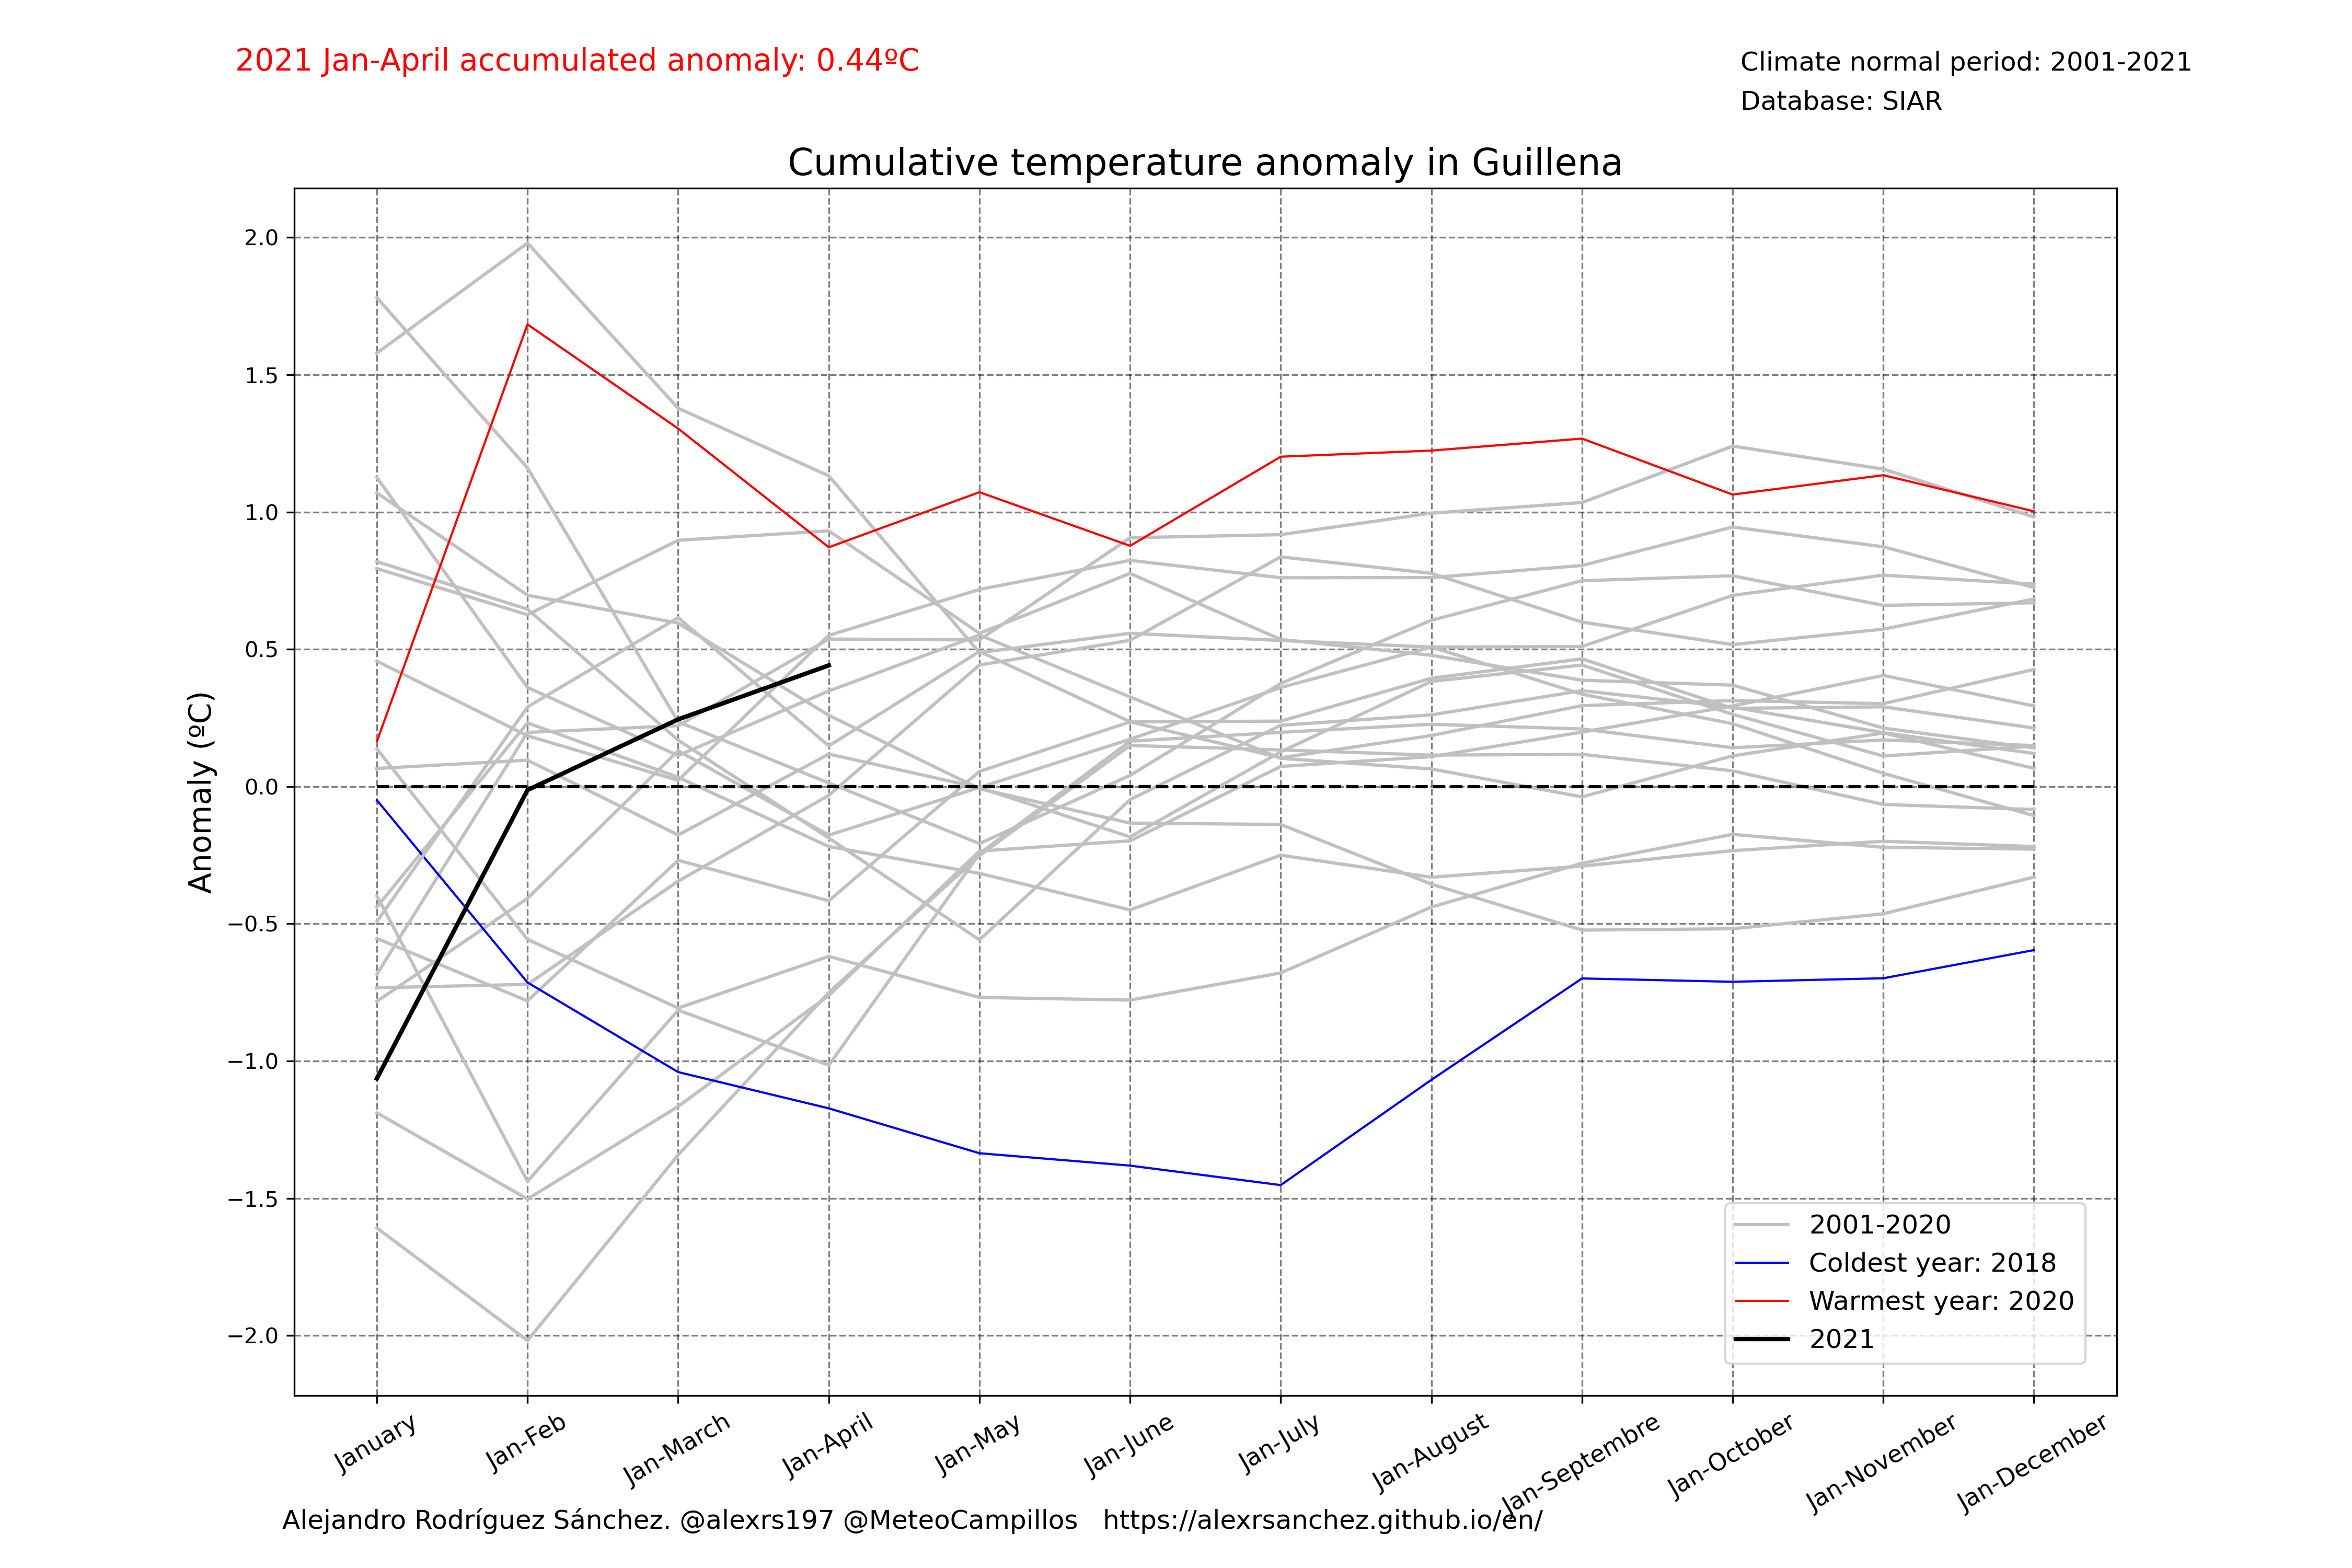 2021 Jan-April accumulated anomaly: 0.44ºC
Climate normal period: 2001-2021
Database: SIAR
Cumulative temperature anomaly in Guillena
Anomaly (ºC)
2.0
1.5
1.0
0.5
0.0
−0.5
−1.0
−1.5
−2.0
2001-2020
Coldest year: 2018
Warmest year: 2020
2021
January
Jan-Feb
Jan-March
Jan-April
Jan-May
Jan-June
Jan-July
Jan-August
Jan-Septembre
Jan-October
Jan-November
Jan-December
Alejandro Rodríguez Sánchez. @alexrs197 @MeteoCampillos https://alexrsanchez.github.io/en/